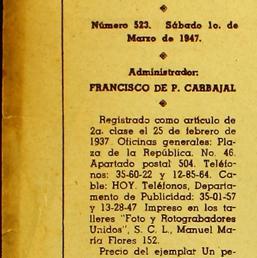 Número 523. Sábado 1o. de
Marzo de 1947.
Administrador:
FRANCISCO DE P. CARBAJAL
Registrado como artículo de
2a. clase el 25 de febrero de
1937 Oficinas generales: Pla-
za de la República, No. 46.
Apartado postal 504. Teléfo-
nos: 35-60-22 y 12-85-64. Ca-
ble: HOY. Teléfonos, Departa-
mento de Publicidad: 35-01-57
y 13-28-47 Impreso en los ta-
lleres "Foto y Rotograbadores
Unidos", S. C. L., Manuel Ma-
ría Flores 152.
Precio del ejemplar Un pe-